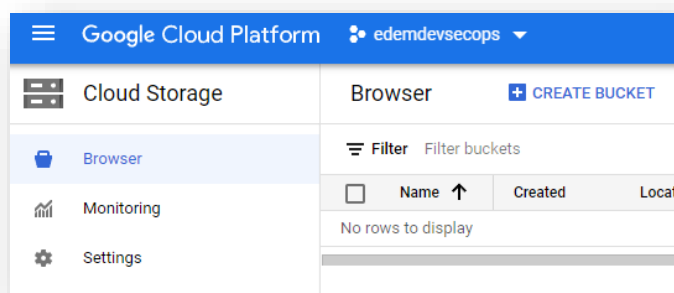 Google Cloud Platform edemdevsecops
Cloud Storage
Browser CREATE BUCKET
Browser
Filter Filter buckets
Monitoring
Name Created Locat
No rows to display
Settings